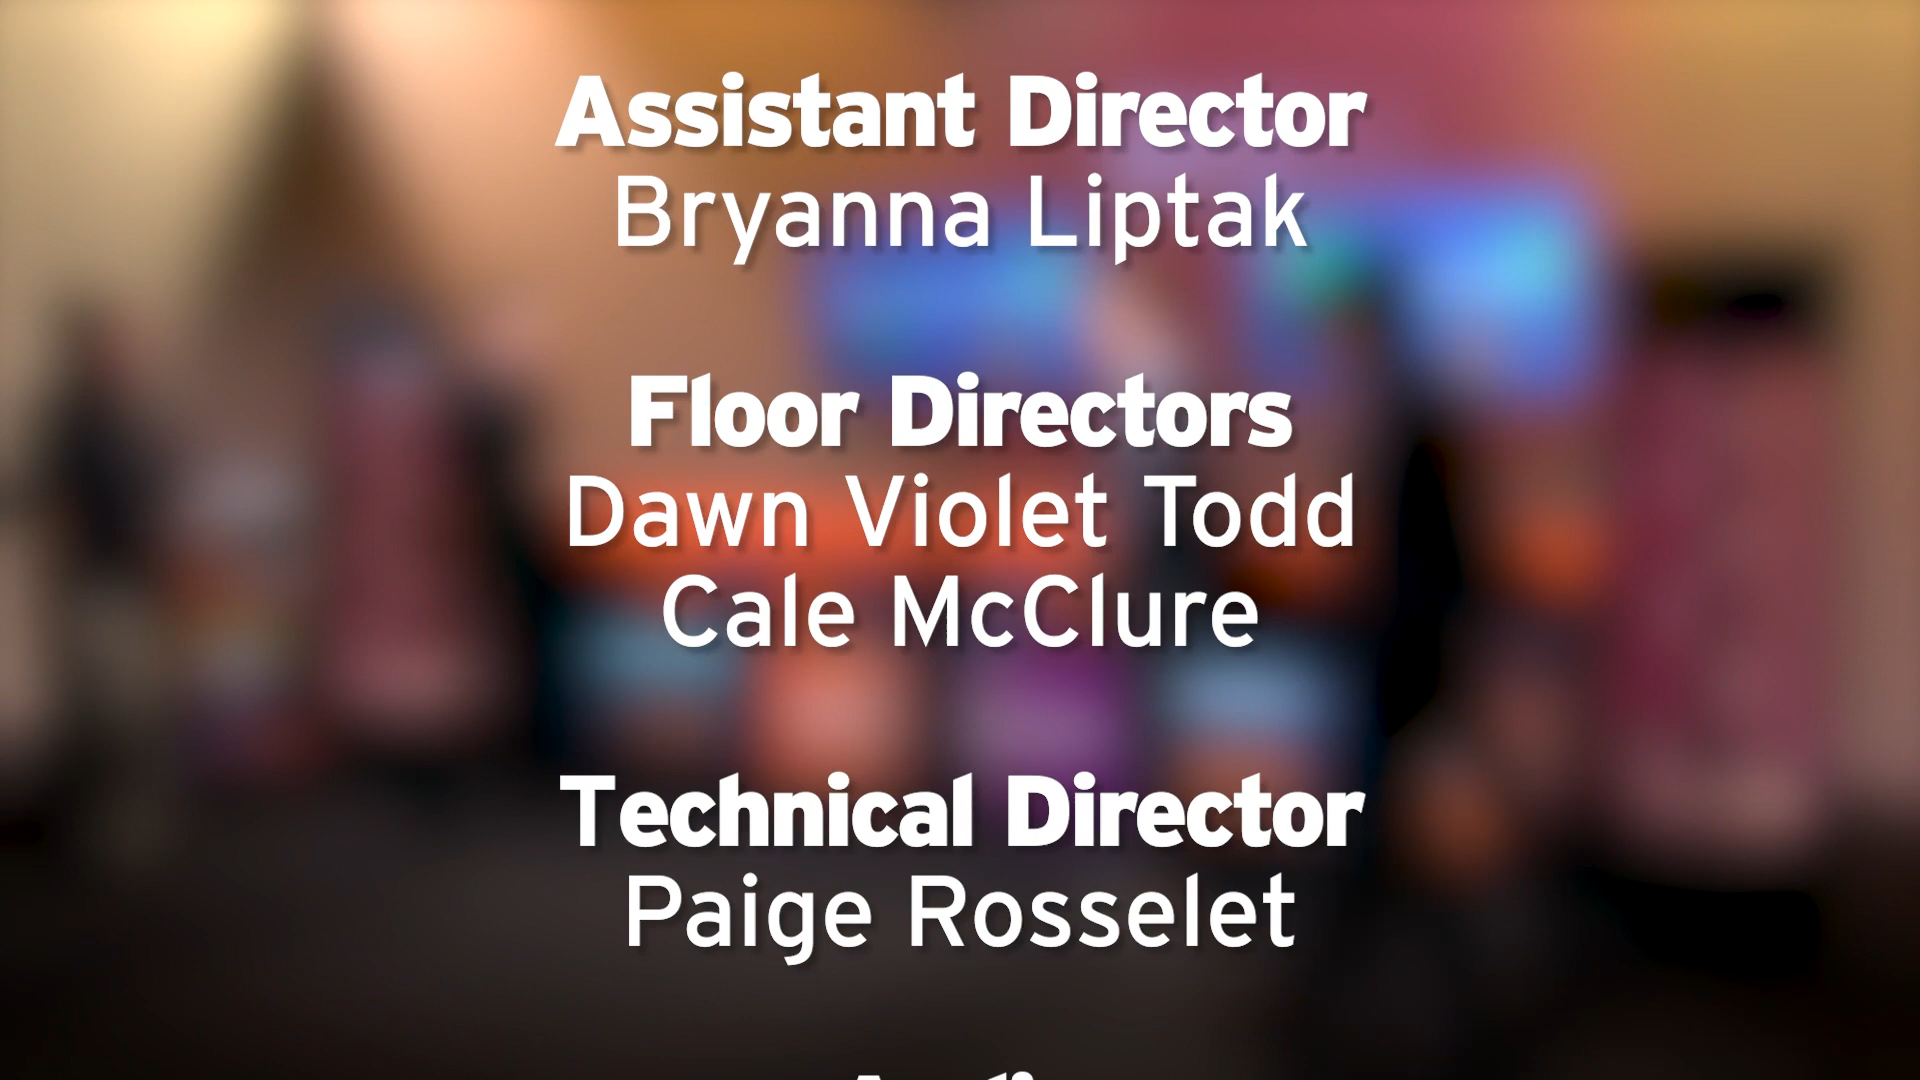 Assistant Director
Bryanna Liptak
Floor Directors
Dawn Violet Todd
Cale McClure
Technical Director
Paige Rosselet